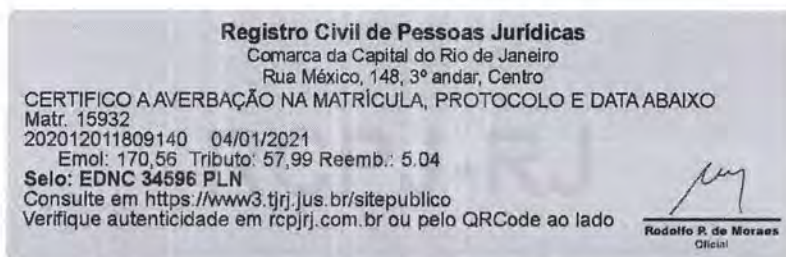 Registro Civil de Pessoas Jurídicas
Comarca da Capital do Rio de Janeiro
Rua México, 148, 3º andar, Centro
CERTIFICO A AVERBAÇÃO NA MATRÍCULA, PROTOCOLO E DATA ABAIXO
Matr. 15932
202012011809140 04/01/2021
Emol: 170,56 Tributo: 57,99 Reemb.: 5.04
Selo: EDNC 34596 PLN
Consulte em https://www3.tjrj.jus.br/sitepublico
Verifique autenticidade em rcpjrj.com.br ou pelo QRCode ao lado
Rodolfo P. de Moraes
Oficial